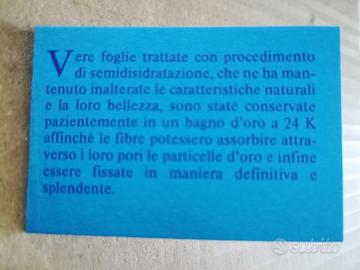 Vere foglie trattate con procedimento
di semidisidratazione, che ne ha man-
tenuto inalterate le caratteristiche naturali
e la loro bellezza, sono state conservate
pazientemente in un bagno d'oro a 24 K
affinchè le fibre potessero assorbire attra-
verso i loro pori le particelle d'oro e infine
essere fissate in maniera definitiva e
splendente.
subito